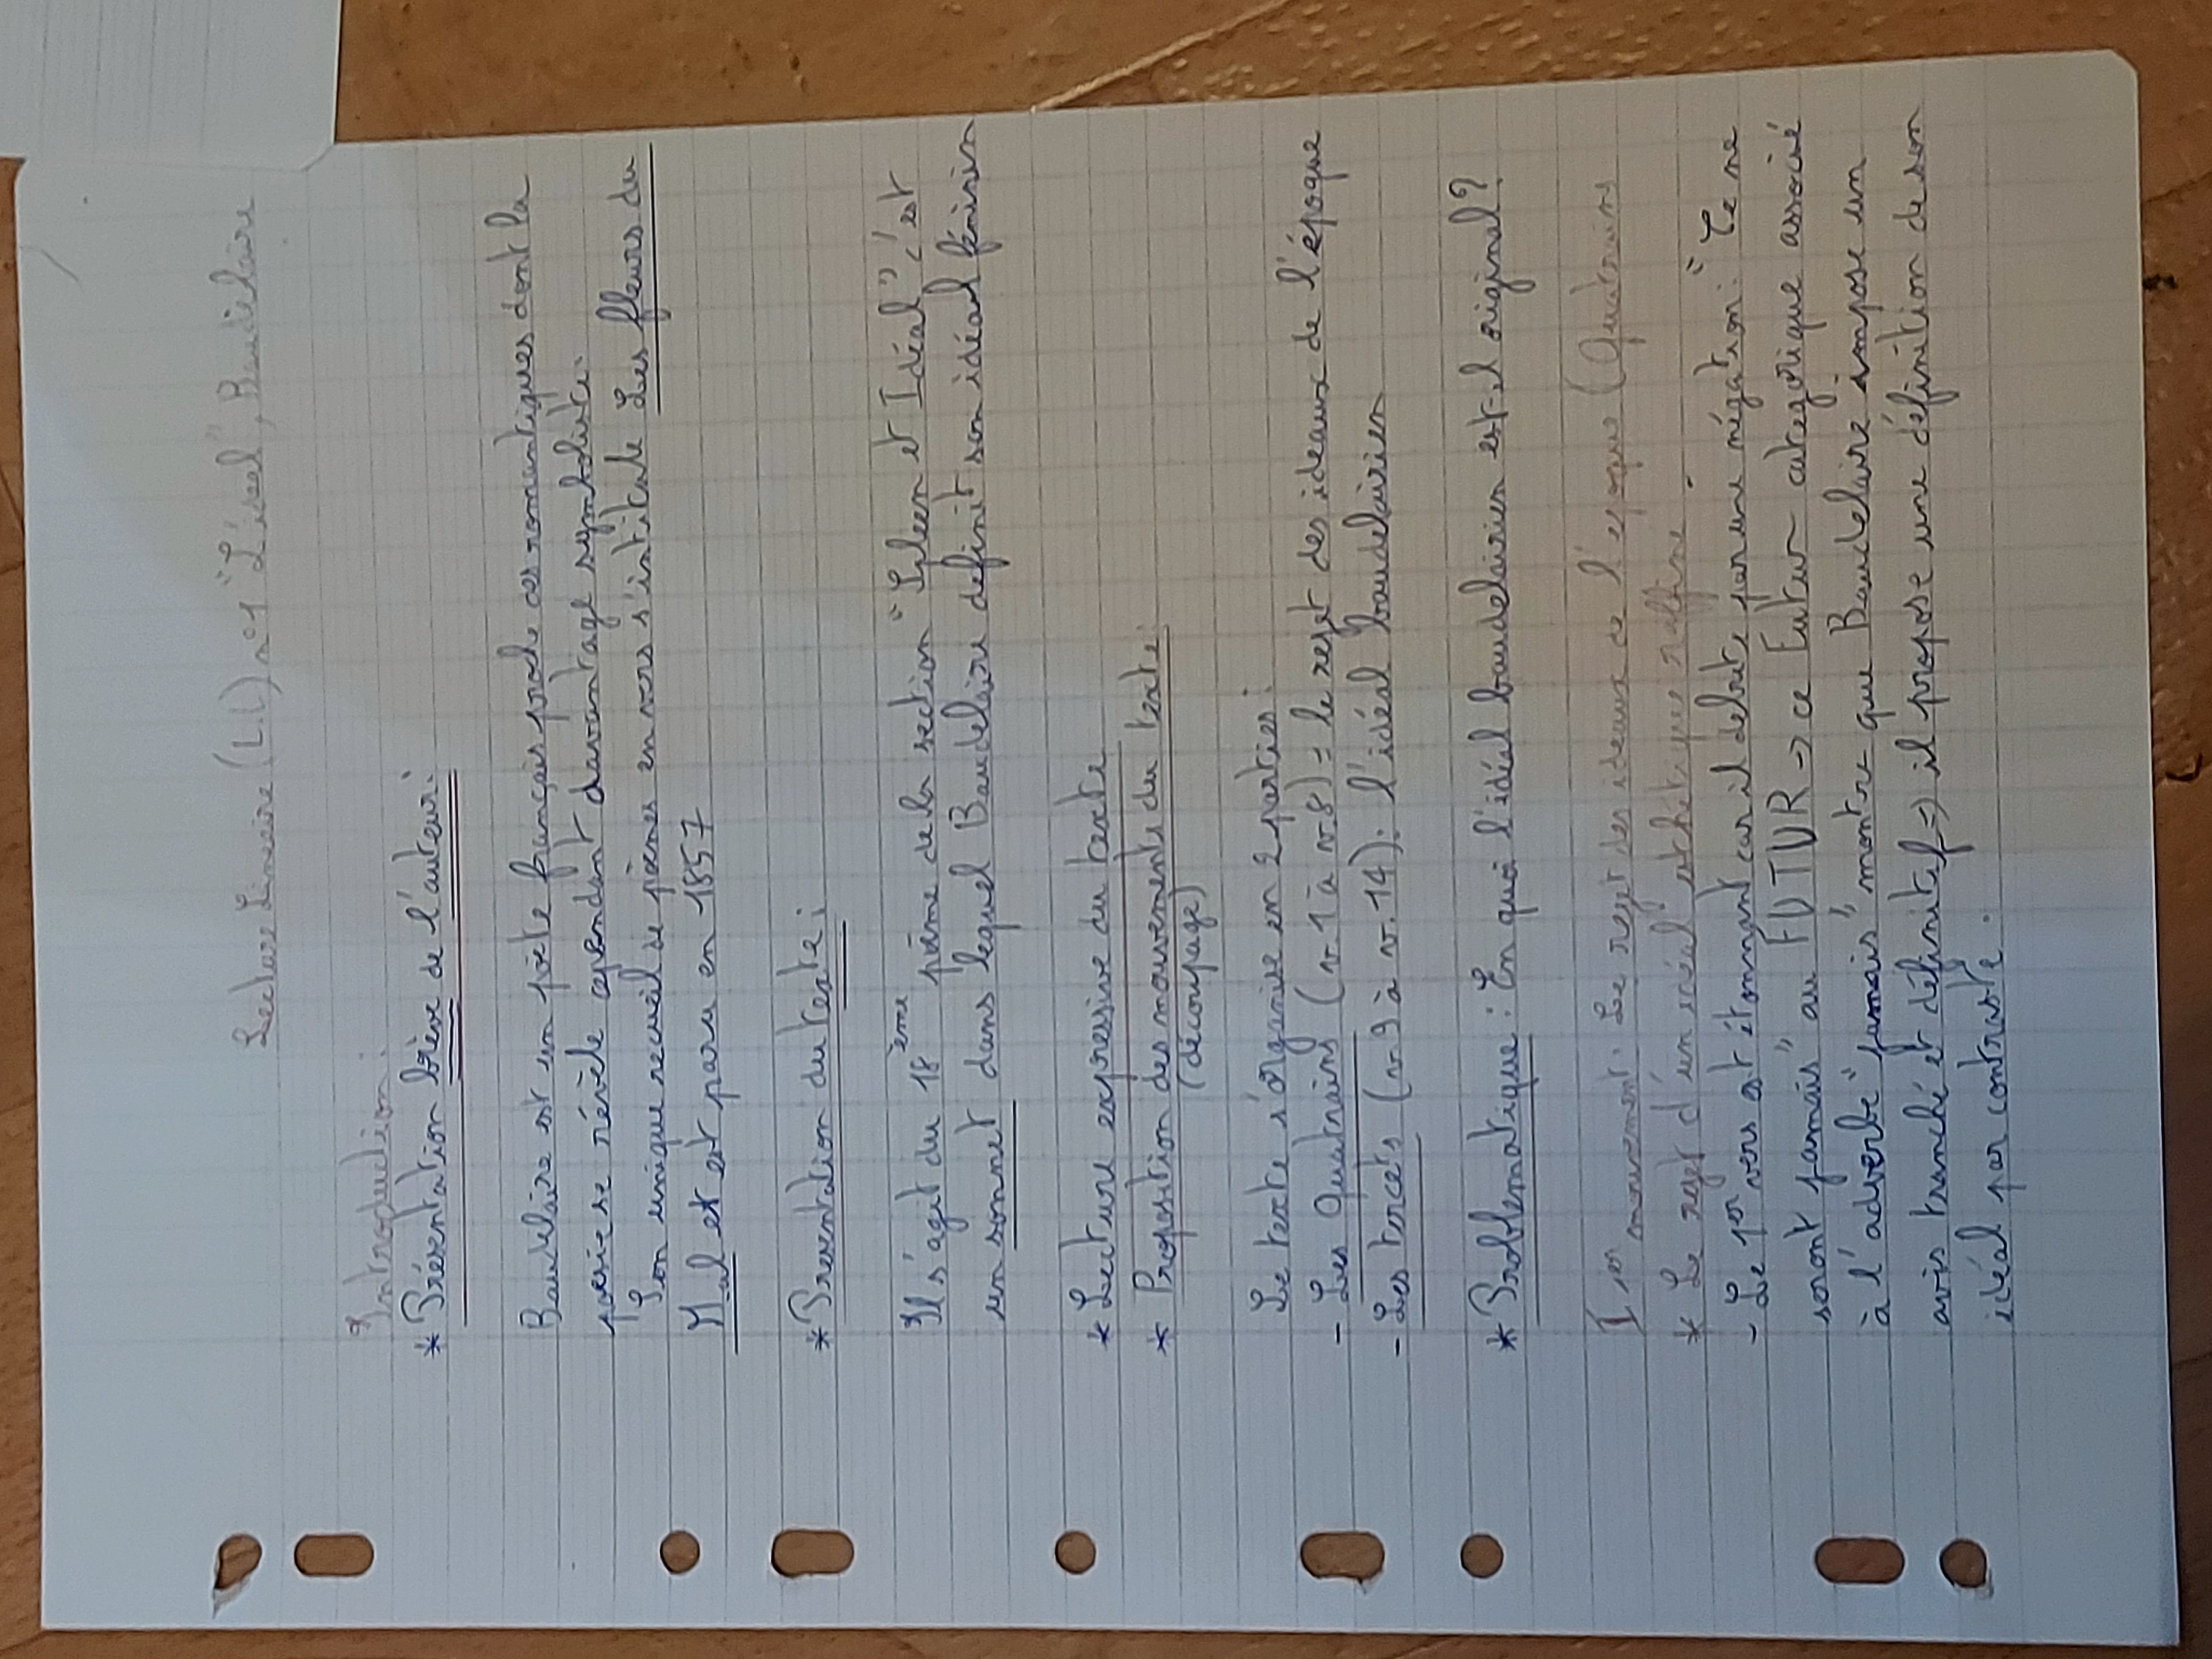 Lecture Linéaire (L.L) n°1 "L'idéal", Baudelaire
Introduction:
* Présentation brève de l'auteur:
Baudelaire est un poète français proche des romantiques dont la
poésie se révèle cependant davantage symboliste.
Son unique recueil de poèmes en vers s'intitule Les fleurs du
Mal et est paru en 1857
* Présentation du texte:
Il s'agit du 18ème poème de la section "Spleen et Idéal", c'est
un sonnet dans lequel Baudelaire définit son idéal féminin
* Lecture expressive du texte
* Proposition des mouvements du texte:
(découpage)
Le texte s'organise en 2 parties:
- Les Quatrains (v.1 à v.8) = le rejet des idéaux de l'époque
- Les tercets (v.9 à v.14): l'idéal baudelairien
* Problématique: En quoi l'idéal baudelairien est-il original?
I 1er mouvement: Le rejet des idéaux de l'époque (Quatrains
* Le rejet d'un idéal esthétique raffiné.
- Le 1er vers est étonnant car il débute par une négation: "Ce ne
seront jamais" au FUTUR -> ce Futur catégorique associé
à l'adverbe "jamais" montre que Baudelaire impose un
avis tranché et définitif => il propose une définition de son
idéal par contraste.